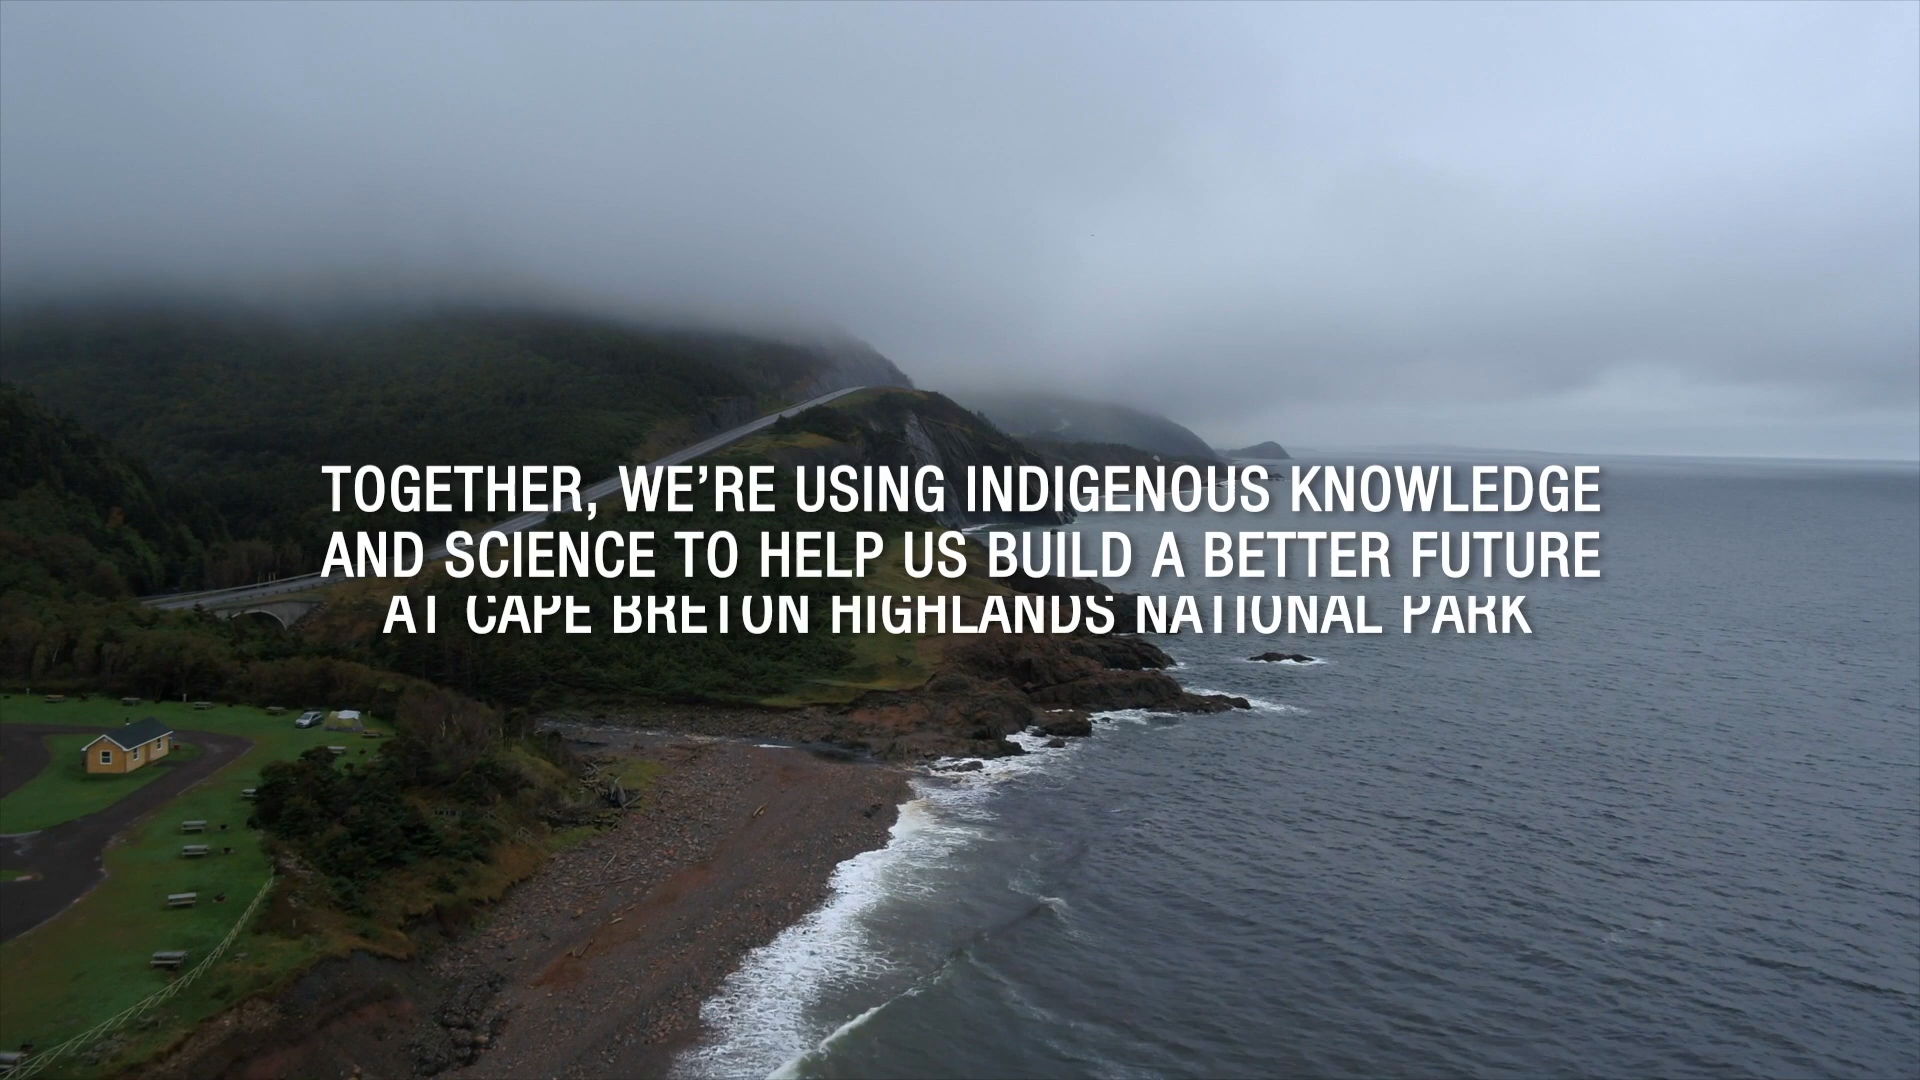 TOGETHER, WE’RE USING INDIGENOUS KNOWLEDGE
AND SCIENCE TO HELP US BUILD A BETTER FUTURE
AT CAPE BRETON HIGHLANDS NATIONAL PARK